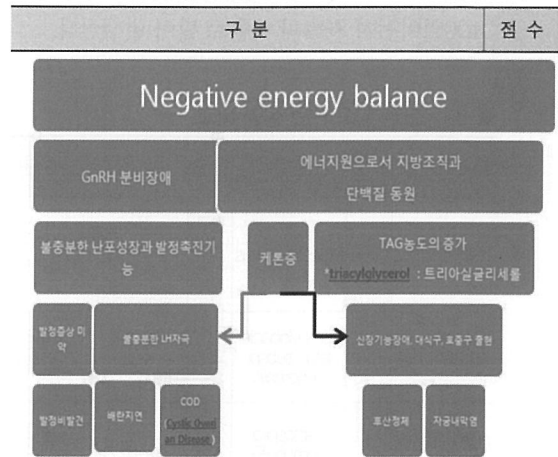 구 분 점 수
Negative energy balance
GnRH 분비장애
에너지원으로서 지방조직과
단백질 동원
불충분한 난포성장과 발정촉진기
능
케톤증
TAG농도의 증가
*triacylglycerol : 트리아실글리세롤
발정증상 미
약
불충분한 LH자극
신장기능장애, 대식구, 호중구 출현
발정비발견
배란지연
COD
(Cystic Ovari
an Disease)
후산정체
자궁내막염